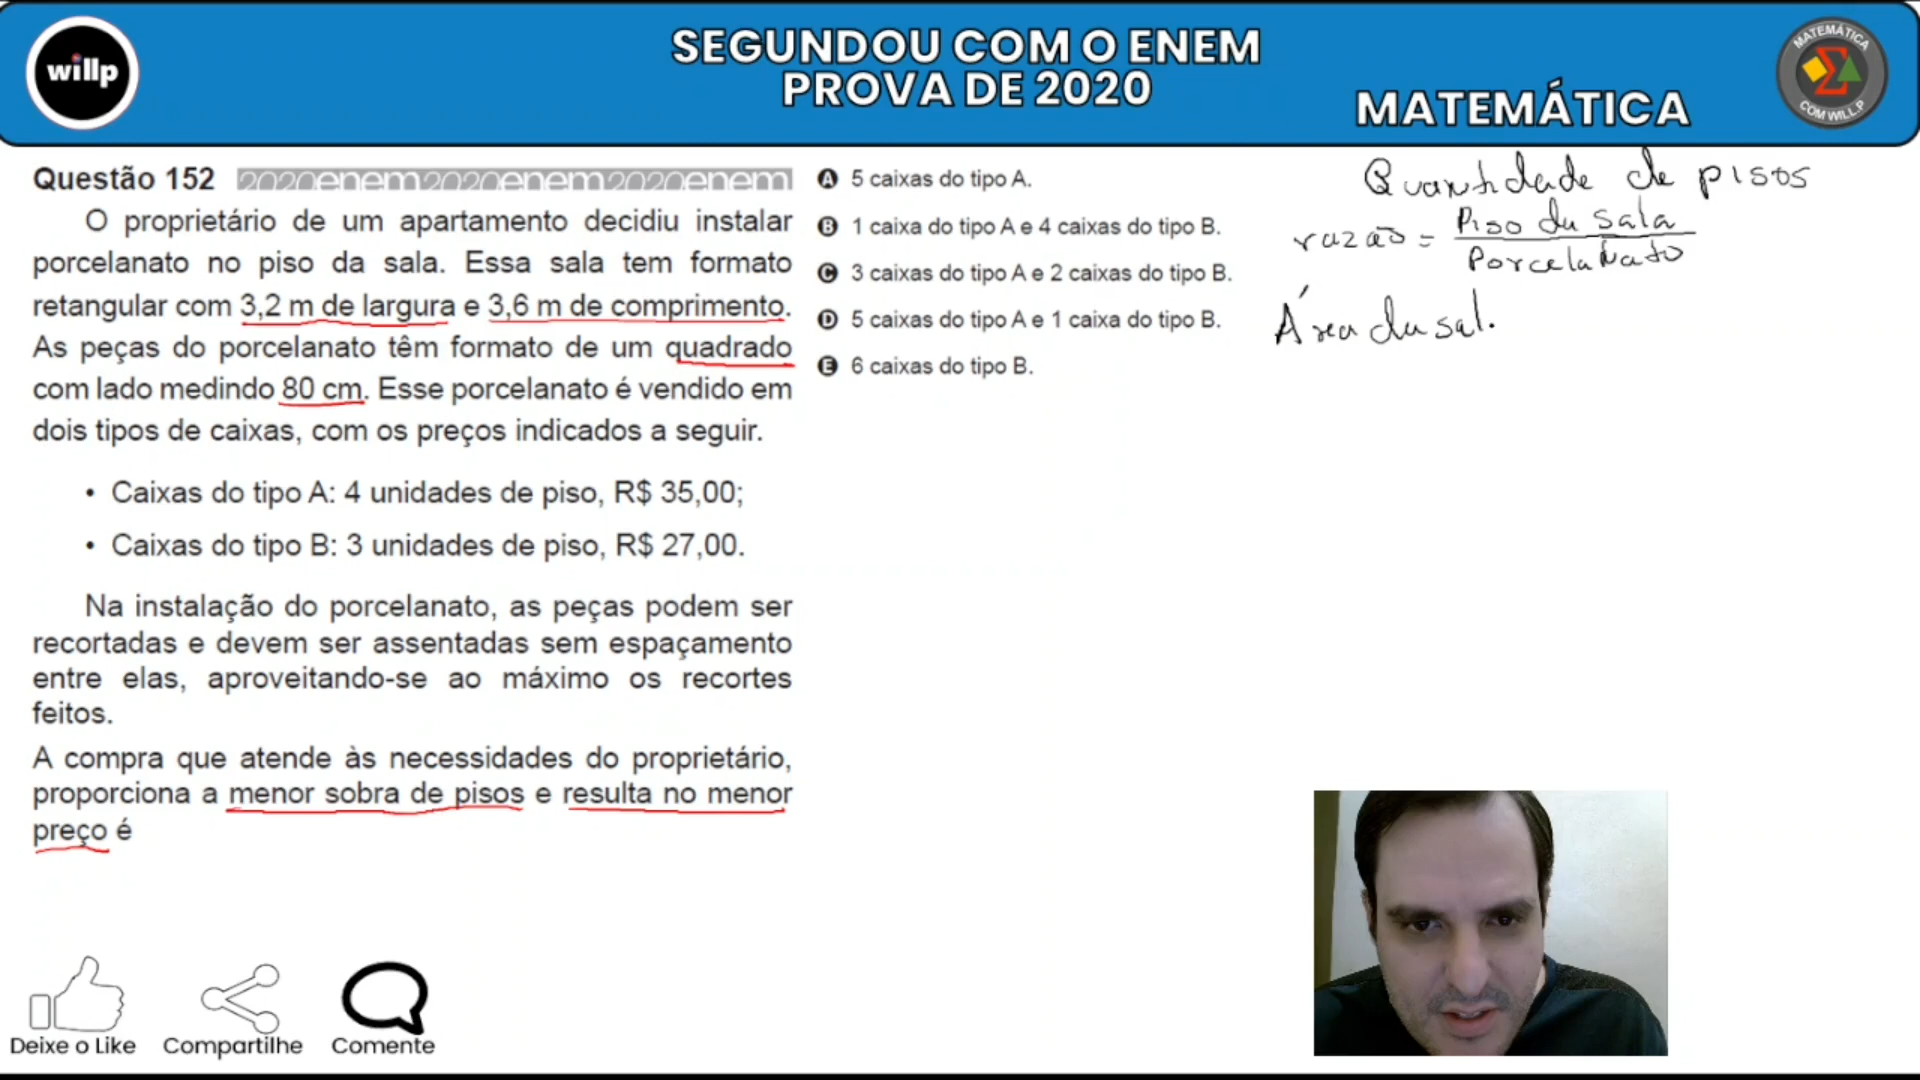 willp
SEGUNDOU COM O ENEM
PROVA DE 2020
MATEMÁTICA
MATEMÁTICA
COM WILL.P
Questão 152 2020enem2020enem2020enem
O proprietário de um apartamento decidiu instalar
porcelanato no piso da sala. Essa sala tem formato
retangular com 3,2 m de largura e 3,6 m de comprimento.
As peças do porcelanato têm formato de um quadrado
com lado medindo 80 cm. Esse porcelanato é vendido em
dois tipos de caixas, com os preços indicados a seguir.
• Caixas do tipo A: 4 unidades de piso, R$ 35,00;
• Caixas do tipo B: 3 unidades de piso, R$ 27,00.
Na instalação do porcelanato, as peças podem ser
recortadas e devem ser assentadas sem espaçamento
entre elas, aproveitando-se ao máximo os recortes
feitos.
A compra que atende às necessidades do proprietário,
proporciona a menor sobra de pisos e resulta no menor
preço é
A 5 caixas do tipo A.
B 1 caixa do tipo A e 4 caixas do tipo B.
C 3 caixas do tipo A e 2 caixas do tipo B.
D 5 caixas do tipo A e 1 caixa do tipo B.
E 6 caixas do tipo B.
Quantidade de pisos
razão = Piso da sala
Porcelanato
Área da sal.
Deixe o Like
Compartilhe
Comente